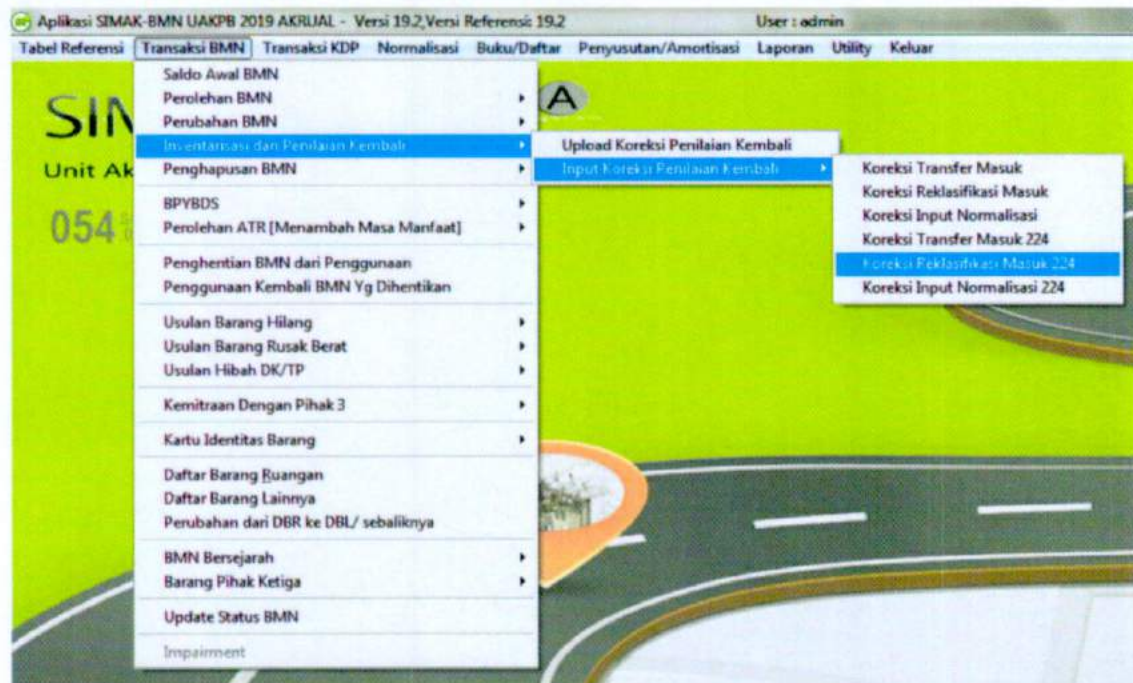 Aplikasi SIMAK-BMN UAKPB 2019 AKRUAL - Versi 19.2,Versi Referensi: 19.2 User : admin
Tabel Referensi Transaksi BMN Transaksi KDP Normalisasi Buku/Daftar Penyusutan/Amortisasi Laporan Utility Keluar
Saldo Awal BMN
Perolehan BMN
Perubahan BMN
Inventarisasi dan Penilaian Kembali
Penghapusan BMN
BPYBDS
Perolehan ATR [Menambah Masa Manfaat]
Penghentian BMN dari Penggunaan
Penggunaan Kembali BMN Yg Dihentikan
Usulan Barang Hilang
Usulan Barang Rusak Berat
Usulan Hibah DK/TP
Kemitraan Dengan Pihak 3
Kartu Identitas Barang
Daftar Barang Ruangan
Daftar Barang Lainnya
Perubahan dari DBR ke DBL/ sebaliknya
BMN Bersejarah
Barang Pihak Ketiga
Update Status BMN
Impairment
Upload Koreksi Penilaian Kembali
Input Koreksi Penilaian Kembali
Koreksi Transfer Masuk
Koreksi Reklasifikasi Masuk
Koreksi Input Normalisasi
Koreksi Transfer Masuk 224
Koreksi Reklasifikasi Masuk 224
Koreksi Input Normalisasi 224
SIM
A
Unit Ak
054